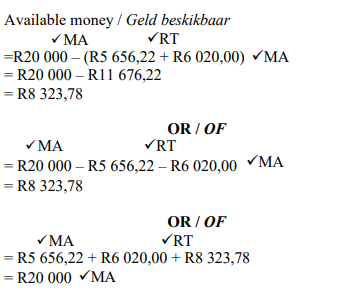 Available money / Geld beskikbaar
✓MA ✓RT
=R20 000 – (R5 656,22 + R6 020,00) ✓MA
= R20 000 – R11 676,22
= R8 323,78
OR / OF
✓MA ✓RT
= R20 000 – R5 656,22 – R6 020,00 ✓MA
= R8 323,78
OR / OF
✓MA ✓RT
= R5 656,22 + R6 020,00 + R8 323,78
= R20 000 ✓MA